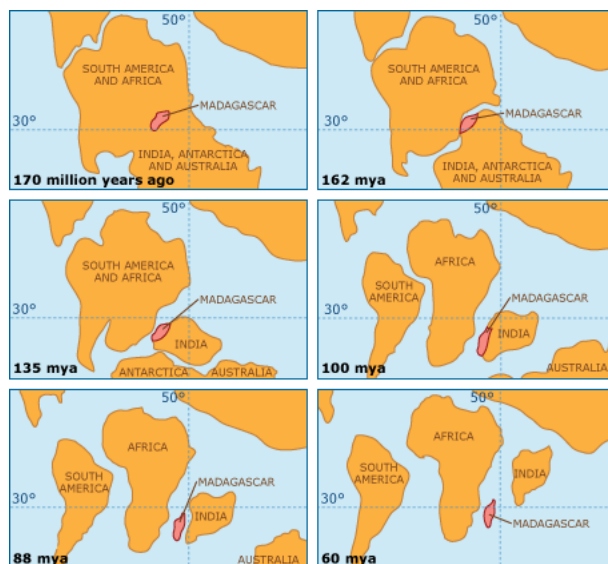 50°
SOUTH AMERICA
AND AFRICA
MADAGASCAR
30°
INDIA, ANTARCTICA
AND AUSTRALIA
170 million years ago
50°
SOUTH AMERICA
AND AFRICA
MADAGASCAR
30°
INDIA, ANTARCTICA
AND AUSTRALIA
162 mya
50°
SOUTH AMERICA
AND AFRICA
MADAGASCAR
30°
INDIA
ANTARCTICA
AUSTRALIA
135 mya
50°
AFRICA
SOUTH
AMERICA
MADAGASCAR
30°
INDIA
AUSTRALIA
100 mya
50°
AFRICA
SOUTH
AMERICA
MADAGASCAR
30°
INDIA
AUSTRALIA
88 mya
50°
AFRICA
SOUTH
AMERICA
INDIA
30°
MADAGASCAR
60 mya